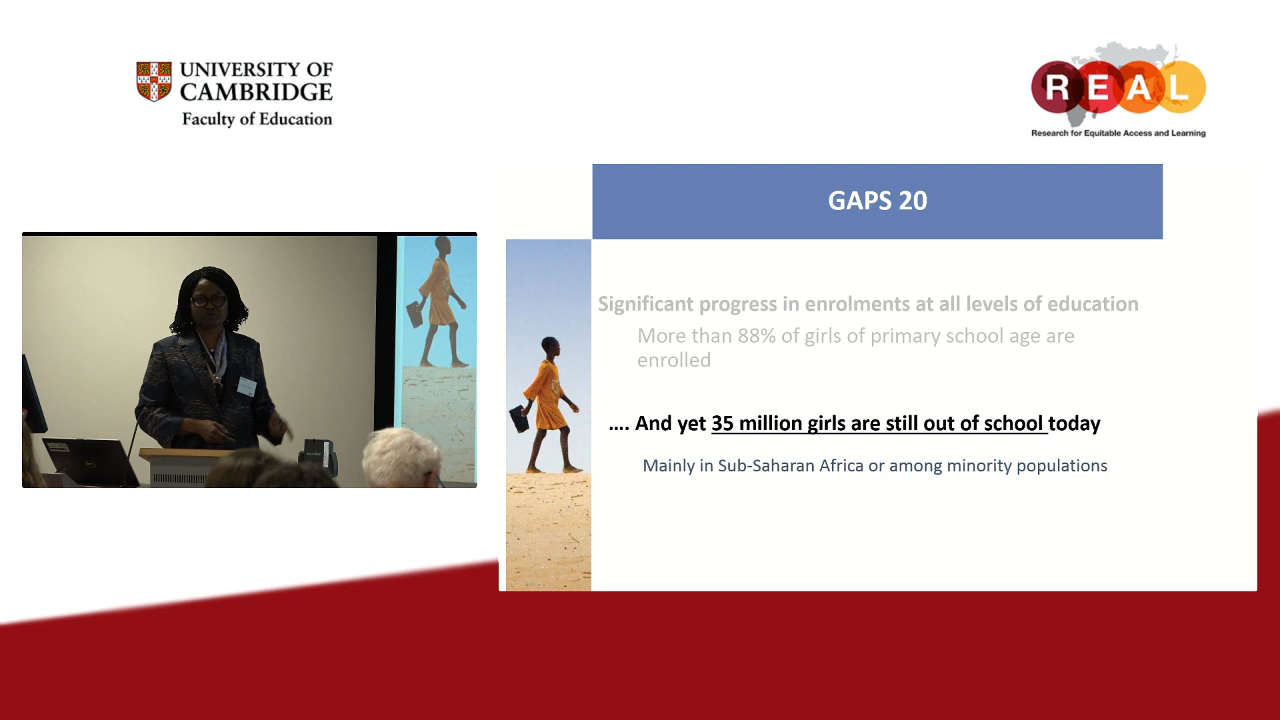 UNIVERSITY OF
CAMBRIDGE
Faculty of Education
R E A L
Research for Equitable Access and Learning
GAPS 20
Significant progress in enrolments at all levels of education
More than 88% of girls of primary school age are
enrolled
.... And yet 35 million girls are still out of school today
Mainly in Sub-Saharan Africa or among minority populations